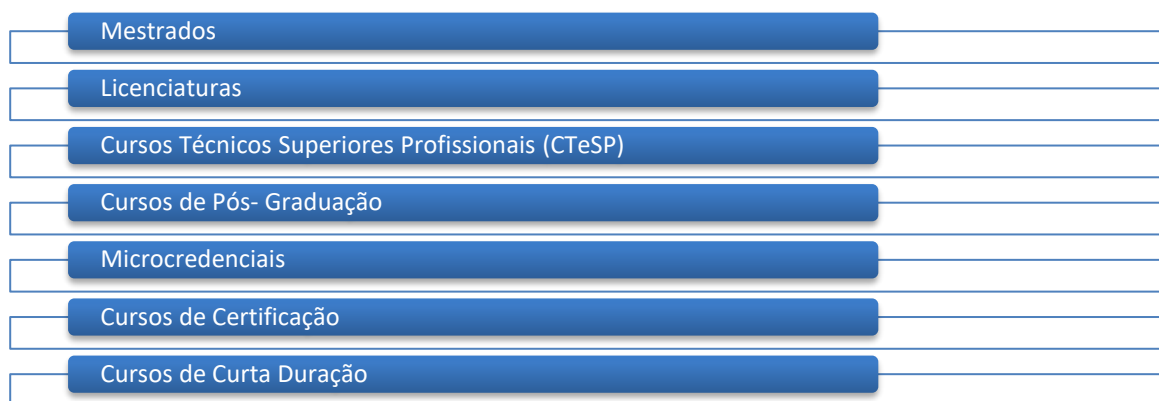 Mestrados
Licenciaturas
Cursos Técnicos Superiores Profissionais (CTeSP)
Cursos de Pós- Graduação
Microcredenciais
Cursos de Certificação
Cursos de Curta Duração